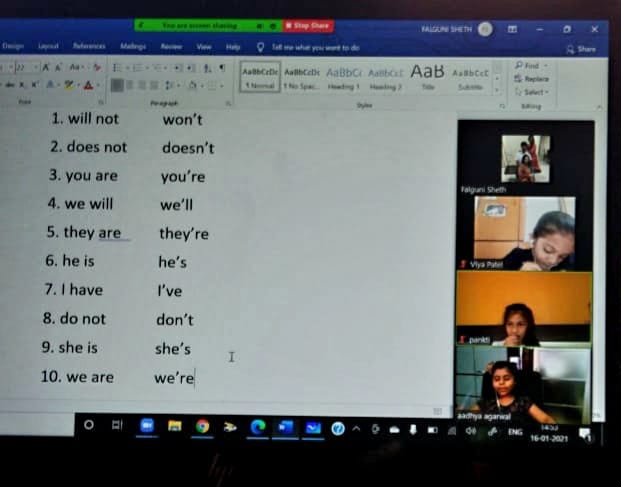 You are screen sharing Stop Share
FALGUNI SHETH
Design Layout References Mailings Review View Help Tell me what you want to do Share
AaBbCcDc AaBbCcDc AaBbCc AaBbCcC AaB AaBbCcC
¶ Normal ¶ No Spac... Heading 1 Heading 2 Title Subtitle
Find
Replace
Select
Font Paragraph Styles Editing
1. will not won't
2. does not doesn't
3. you are you're
4. we will we'll
5. they are they're
6. he is he's
7. I have I've
8. do not don't
9. she is she's
10. we are we're
Falguni Sheth
Viya Patel
pankti
aadhya agarwal
ENG
14:53
16-01-2021